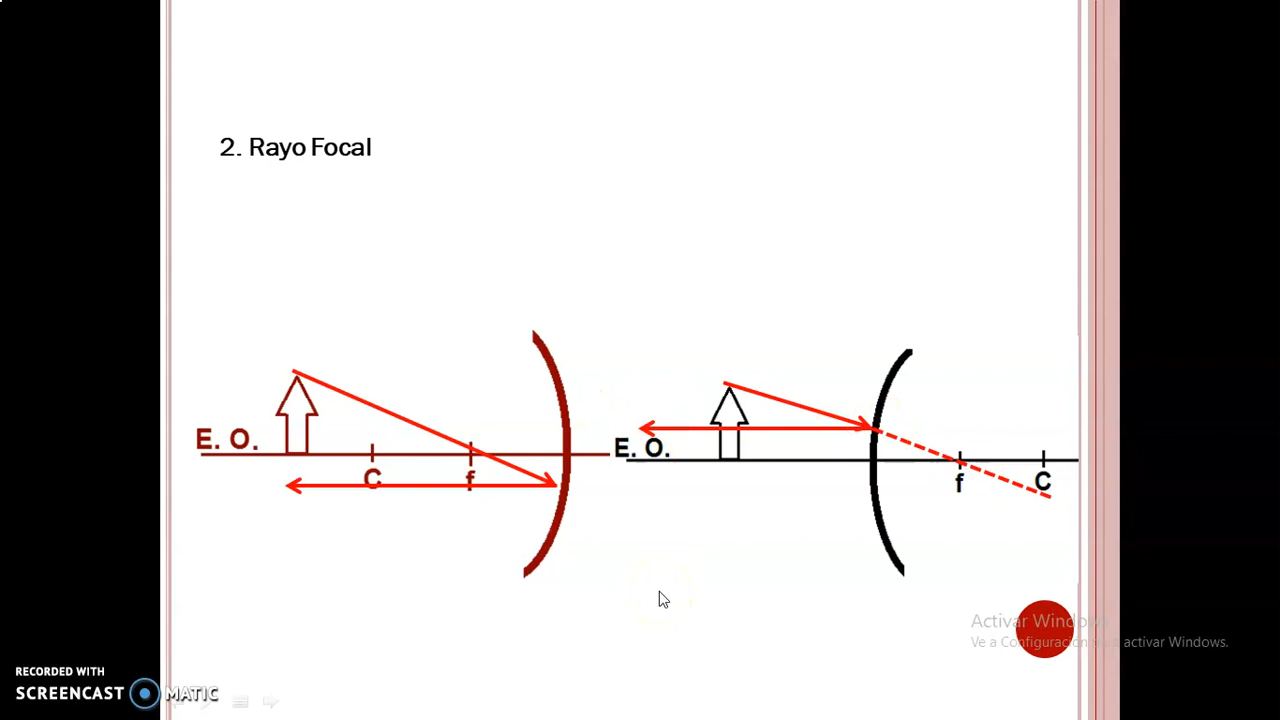 2. Rayo Focal
E. O.
C
f
E. O.
f
C
Activar Windows
Ve a Configuración para activar Windows.
RECORDED WITH
SCREENCAST MATIC